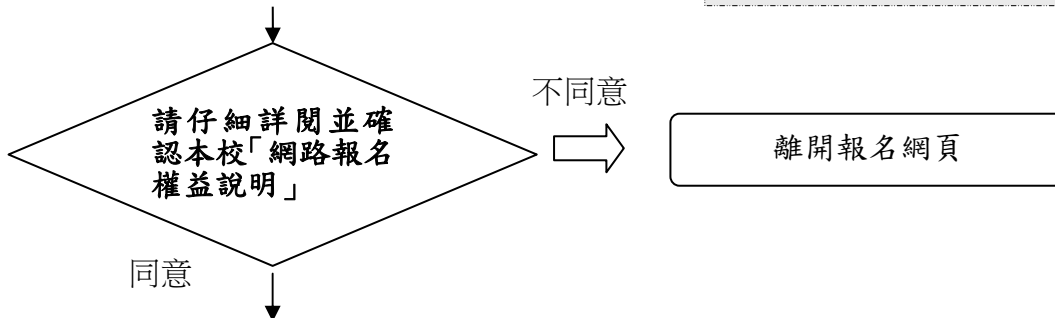 不同意
請仔細詳閱並確
認本校「網路報名
權益說明」
離開報名網頁
同意